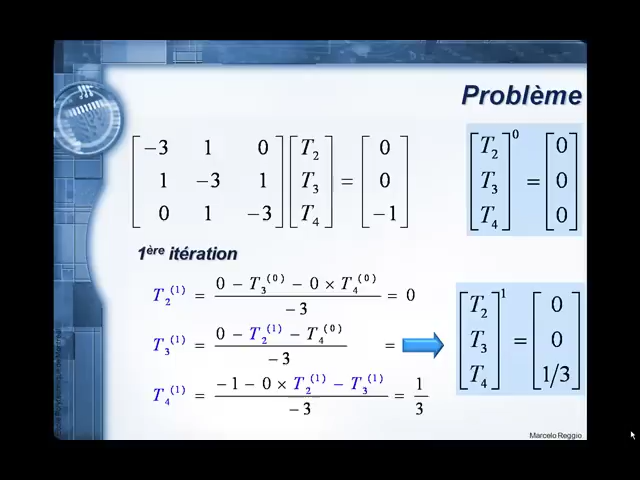 Problème
[−3 1 0; 1 −3 1; 0 1 −3] [T₂; T₃; T₄] = [0; 0; −1]
[T₂; T₃; T₄]⁰ = [0; 0; 0]
1ère itération
T₂⁽¹⁾ = (0 − T₃⁽⁰⁾ − 0 × T₄⁽⁰⁾) / −3 = 0
T₃⁽¹⁾ = (0 − T₂⁽¹⁾ − T₄⁽⁰⁾) / −3 =
T₄⁽¹⁾ = (−1 − 0 × T₂⁽¹⁾ − T₃⁽¹⁾) / −3 = 1/3
[T₂; T₃; T₄]¹ = [0; 0; 1/3]
Marcelo Reggio